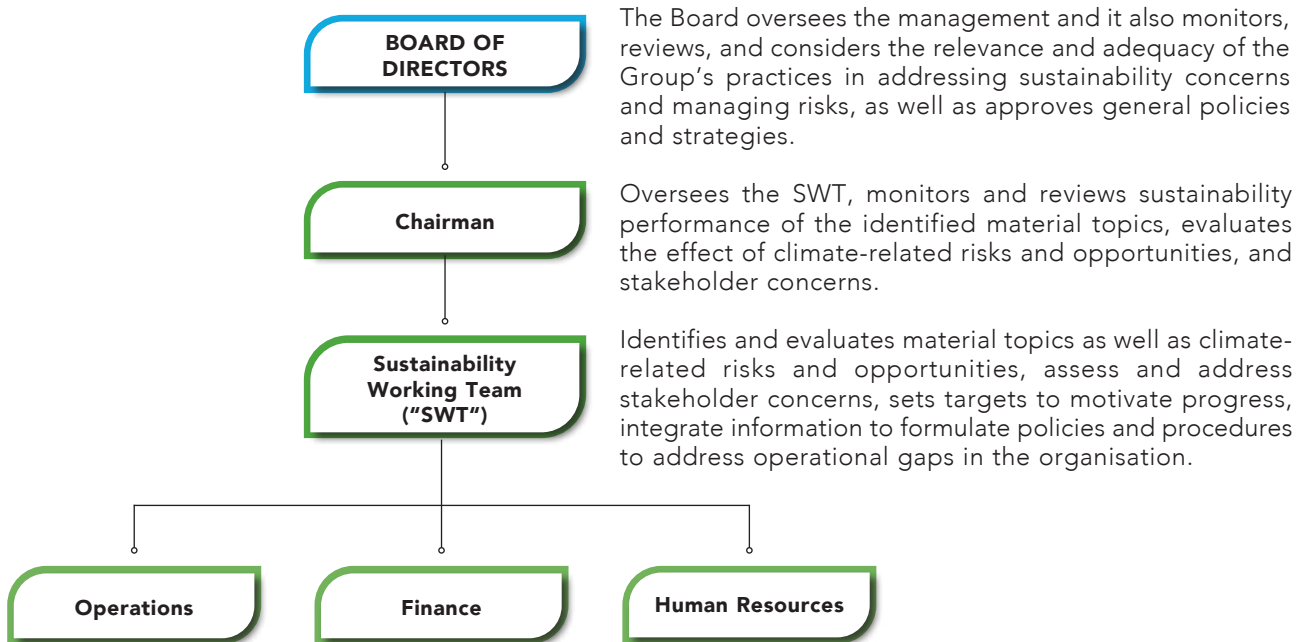 BOARD OF
DIRECTORS
The Board oversees the management and it also monitors,
reviews, and considers the relevance and adequacy of the
Group’s practices in addressing sustainability concerns
and managing risks, as well as approves general policies
and strategies.
Chairman
Oversees the SWT, monitors and reviews sustainability
performance of the identified material topics, evaluates
the effect of climate-related risks and opportunities, and
stakeholder concerns.
Sustainability
Working Team
(“SWT”)
Identifies and evaluates material topics as well as climate-
related risks and opportunities, assess and address
stakeholder concerns, sets targets to motivate progress,
integrate information to formulate policies and procedures
to address operational gaps in the organisation.
Operations
Finance
Human Resources